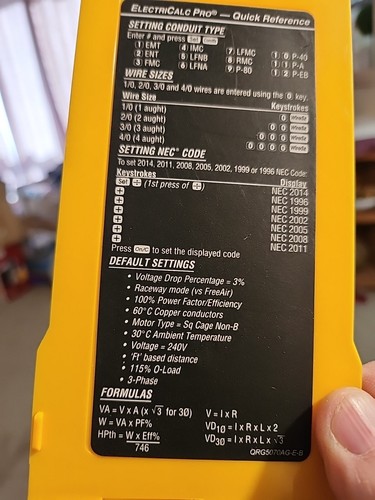 ElectriCalc Pro® — Quick Reference
SETTING CONDUIT TYPE
Enter # and press Set
1 EMT 4 IMC 7 LFMC 1 0 P-40
2 ENT 5 LFNB 8 RMC 1 1 P-A
3 FMC 6 LFNA 9 P-80 1 2 P-EB
WIRE SIZES
1/0, 2/0, 3/0 and 4/0 wires are entered using the 0 key.
Wire Size Keystrokes
1/0 (1 aught) 0 WireSz
2/0 (2 aught) 0 0 WireSz
3/0 (3 aught) 0 0 0 WireSz
4/0 (4 aught) 0 0 0 0 WireSz
SETTING NEC® CODE
To set 2014, 2011, 2008, 2005, 2002, 1999 or 1996 NEC Code:
Keystrokes Display
Set ÷ (1st press of ÷) NEC 2014
+ NEC 1996
+ NEC 1999
+ NEC 2002
+ NEC 2005
+ NEC 2008
+ NEC 2011
Press On/C to set the displayed code
DEFAULT SETTINGS
• Voltage Drop Percentage = 3%
• Raceway mode (vs FreeAir)
• 100% Power Factor/Efficiency
• 60°C Copper conductors
• Motor Type = Sq Cage Non-B
• 30°C Ambient Temperature
• Voltage = 240V
• 'Ft' based distance
• 115% O-Load
• 3-Phase
FORMULAS
VA = V x A (x √3 for 3Ø) V = I x R
W = VA x PF% VD1Ø = I x R x L x 2
HPth = W x Eff% VD3Ø = I x R x L x √3
746
QRG5070AG-E-B